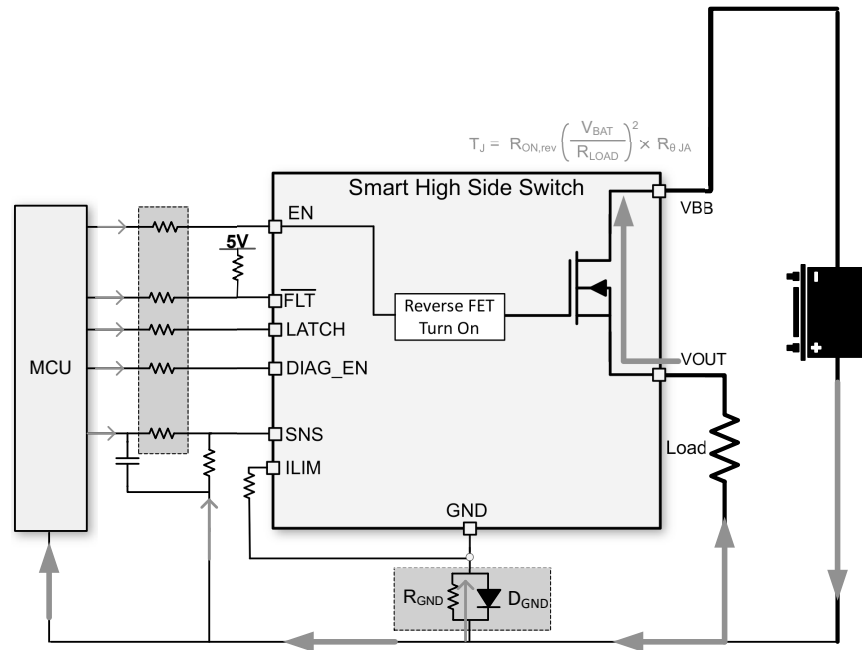 T_J = R_ON,rev (V_BAT / R_LOAD)^2 × R_θJA
Smart High Side Switch
VBB
EN
5V
FLT
LATCH
DIAG_EN
SNS
ILIM
MCU
Reverse FET
Turn On
VOUT
Load
-
+
GND
R_GND
D_GND